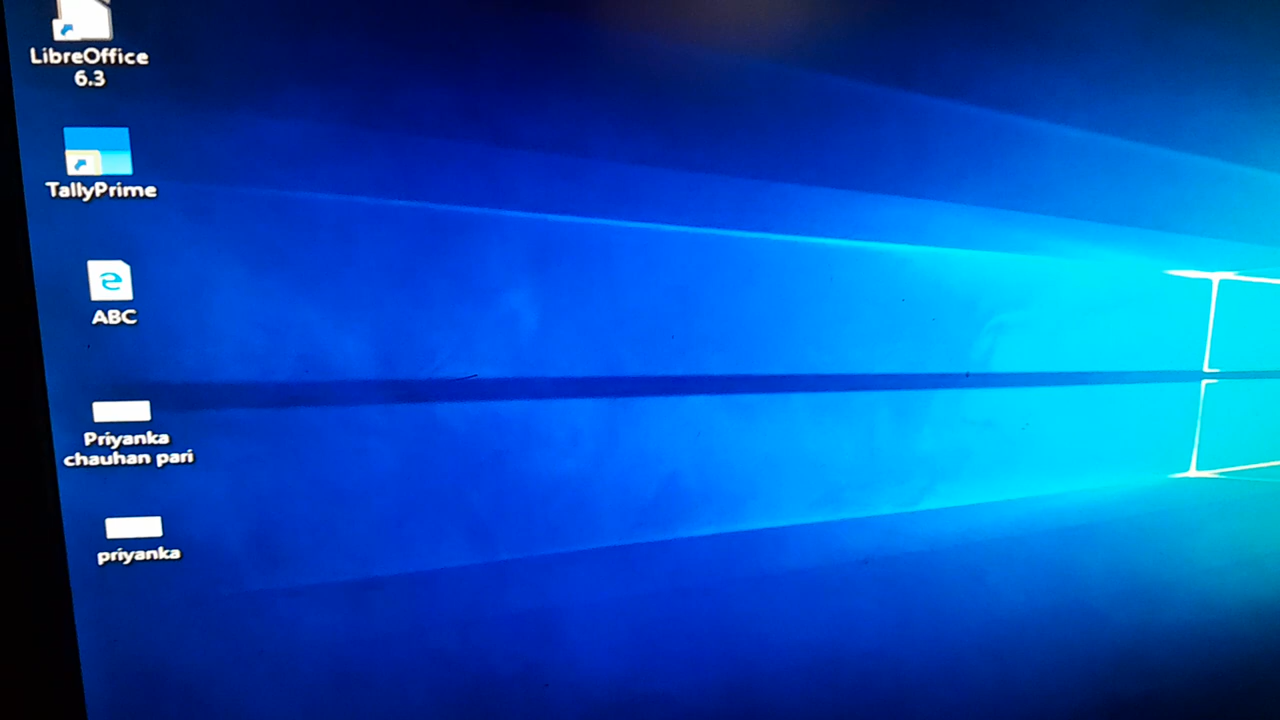 LibreOffice
6.3
TallyPrime
ABC
Priyanka
chauhan pari
priyanka